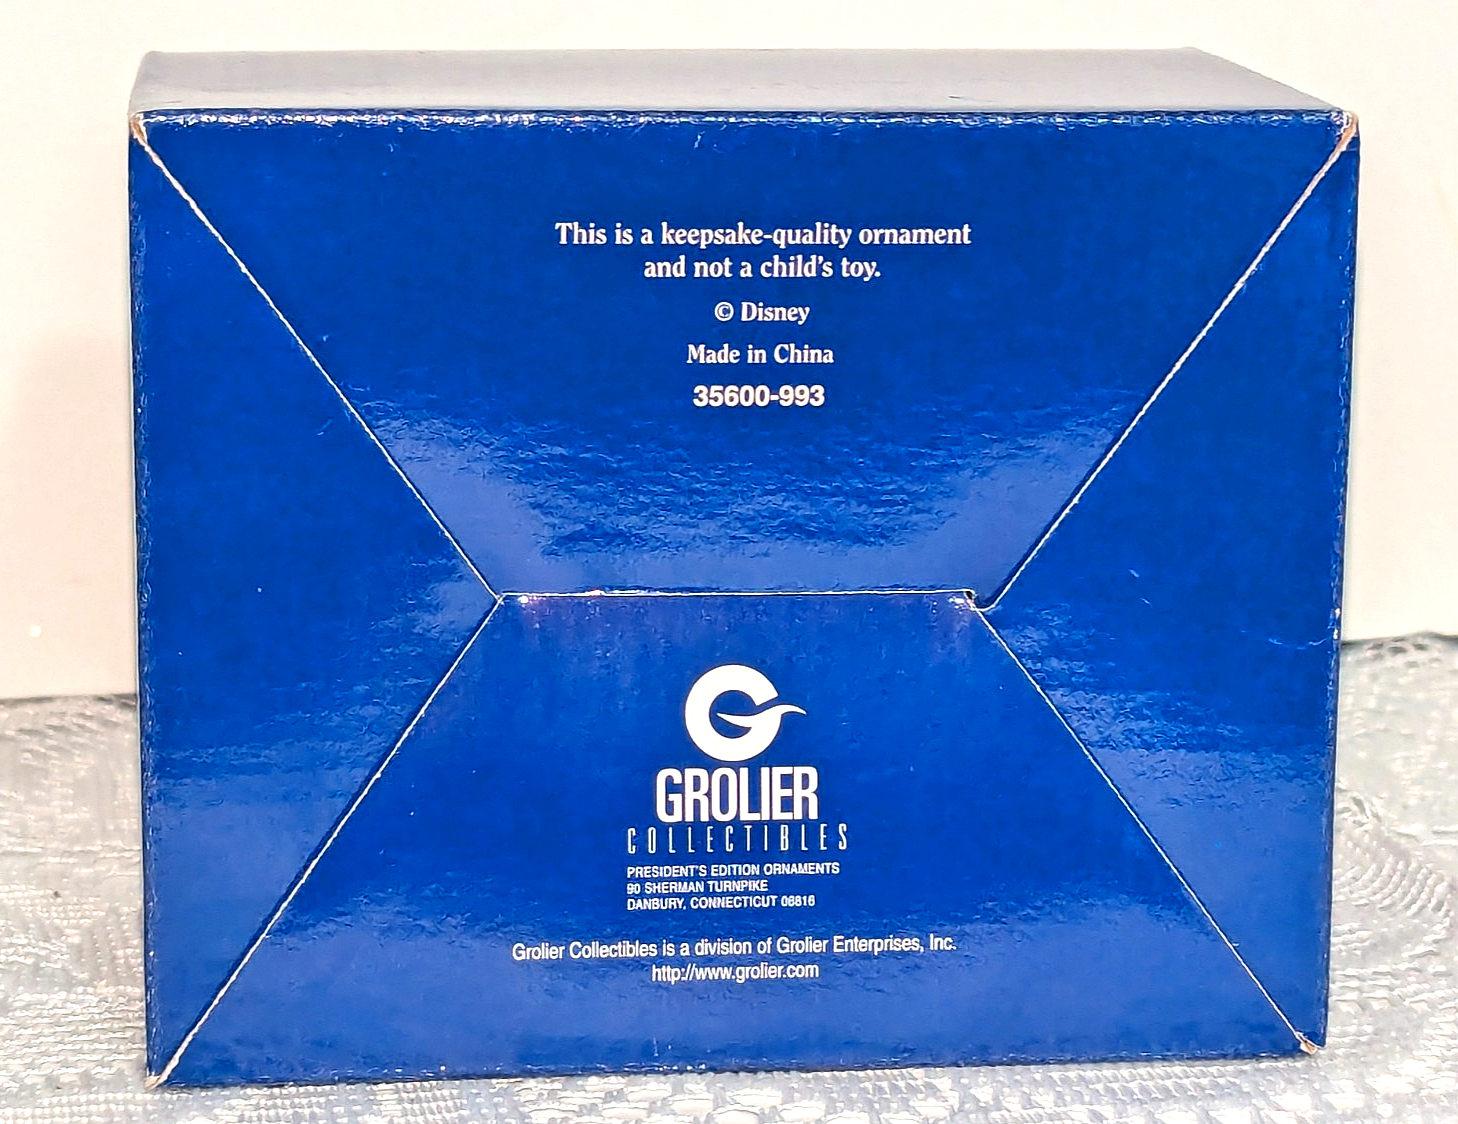 This is a keepsake-quality ornament
and not a child's toy.
© Disney
Made in China
35600-993
GROLIER
COLLECTIBLES
PRESIDENT'S EDITION ORNAMENTS
90 SHERMAN TURNPIKE
DANBURY, CONNECTICUT 06816
Grolier Collectibles is a division of Grolier Enterprises, Inc.
http://www.grolier.com